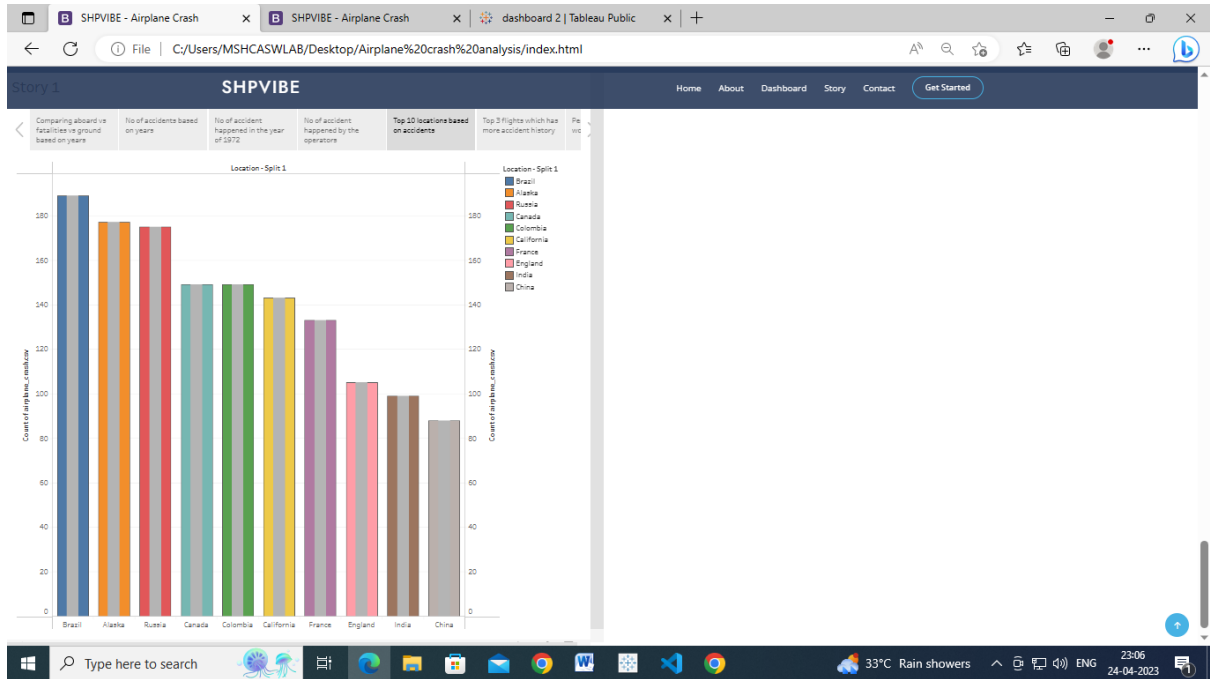 SHPVIBE - Airplane Crash
SHPVIBE - Airplane Crash
dashboard 2 | Tableau Public
File
C:/Users/MSHCASWLAB/Desktop/Airplane%20crash%20analysis/index.html
Story 1
SHPVIBE
Home
About
Dashboard
Story
Contact
Get Started
Comparing aboard vs
fatalities vs ground
based on years
No of accidents based
on years
No of accident
happened in the year
of 1972
No of accident
happened by the
operators
Top 10 locations based
on accidents
Top 3 flights which has
more accident history
Pe
wo
Location - Split 1
180
160
140
120
100
80
60
40
20
0
Count of airplane_crash.csv
Brazil
Alaska
Russia
Canada
Colombia
California
France
England
India
China
180
160
140
120
100
80
60
40
20
0
Count of airplane_crash.csv
Location - Split 1
Brazil
Alaska
Russia
Canada
Colombia
California
France
England
India
China
Type here to search
33°C Rain showers
ENG
23:06
24-04-2023
1